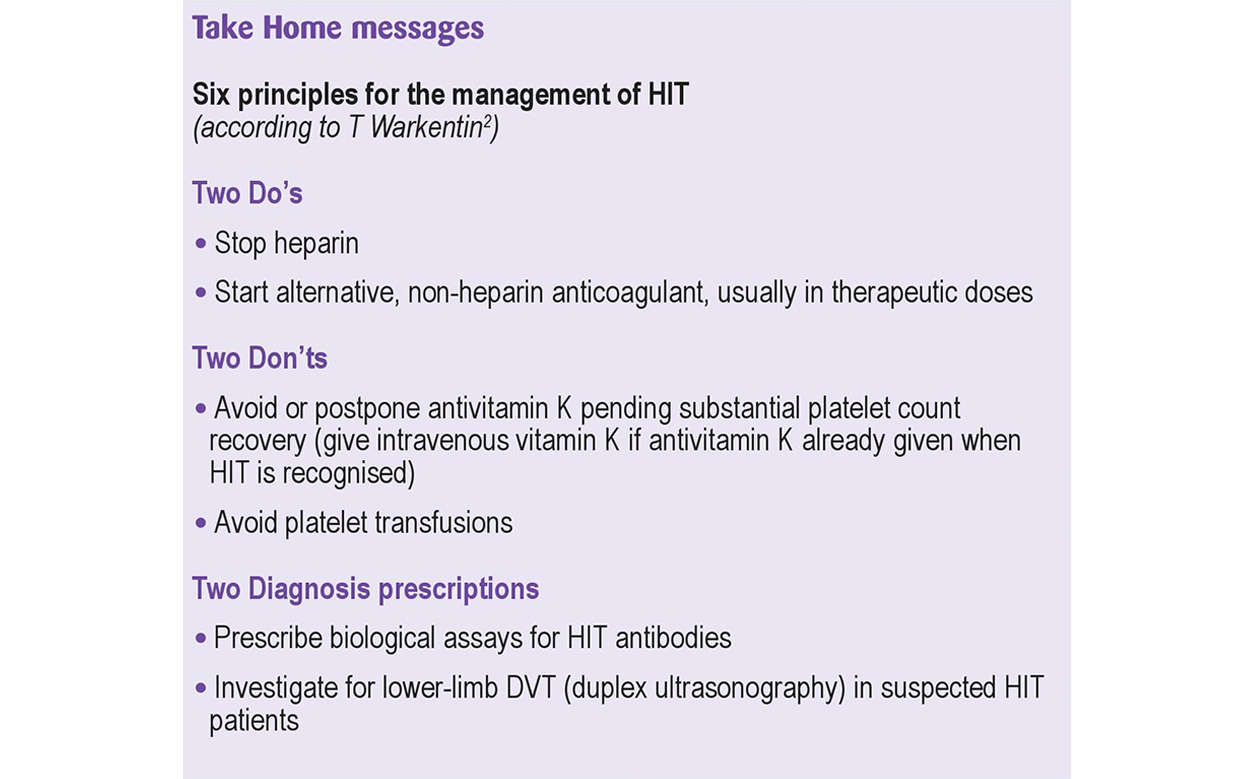 Take Home messages
Six principles for the management of HIT
(according to T Warkentin²)
Two Do’s
• Stop heparin
• Start alternative, non-heparin anticoagulant, usually in therapeutic doses
Two Don’ts
• Avoid or postpone antivitamin K pending substantial platelet count
recovery (give intravenous vitamin K if antivitamin K already given when
HIT is recognised)
• Avoid platelet transfusions
Two Diagnosis prescriptions
• Prescribe biological assays for HIT antibodies
• Investigate for lower-limb DVT (duplex ultrasonography) in suspected HIT
patients